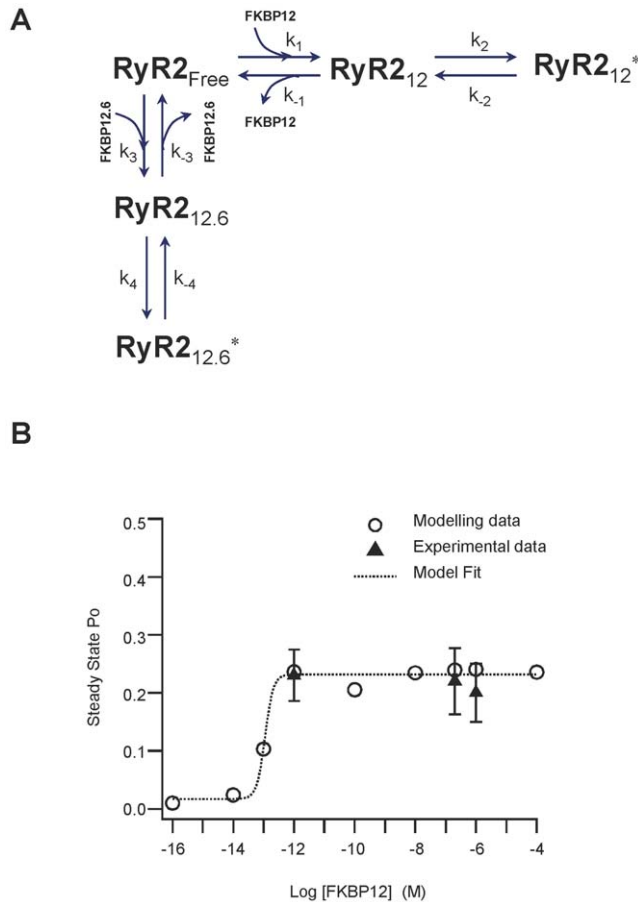 A
FKBP12
k1 k2
RyR2Free RyR212 RyR212*
k-1 k-2
FKBP12
FKBP12.6 k3 k-3 FKBP12.6
RyR212.6
k4 k-4
RyR212.6*
B
0.5
0.4
0.3
0.2
0.1
0.0
Steady State Po
Modelling data
Experimental data
Model Fit
-16 -14 -12 -10 -8 -6 -4
Log [FKBP12] (M)